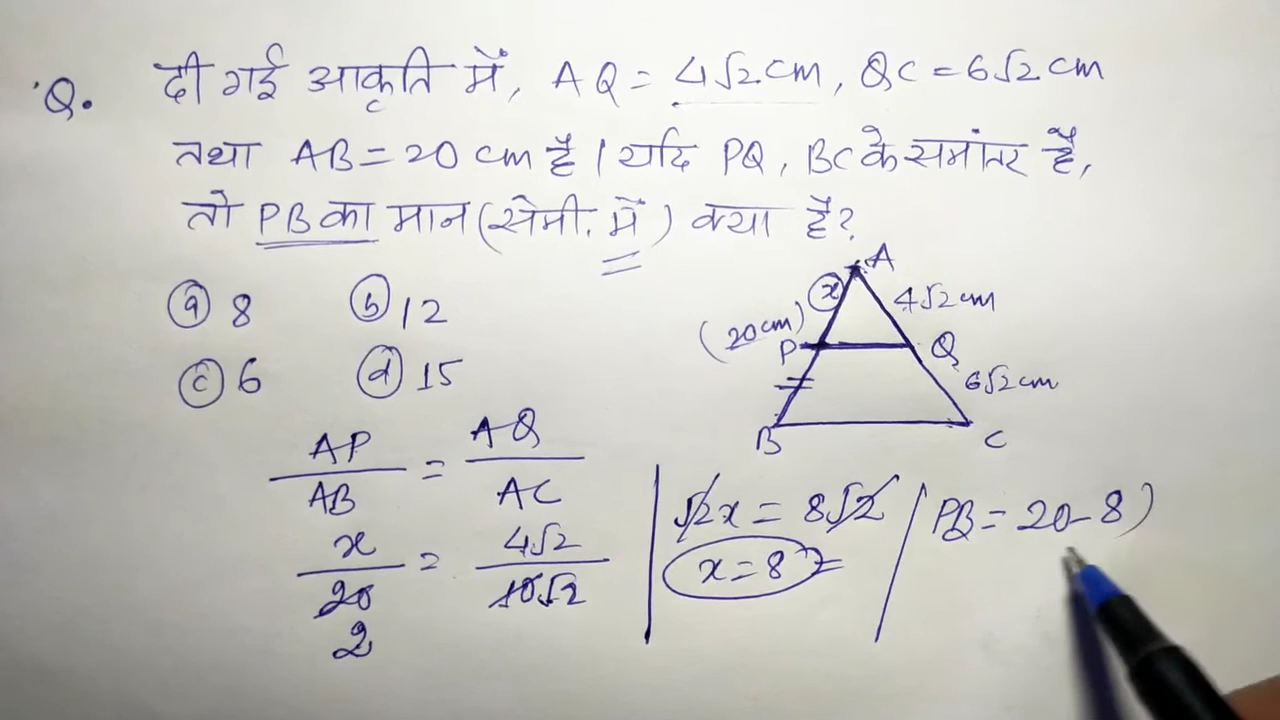 Q. दी गई आकृति में, AQ = 4√2 cm, QC = 6√2 cm
तथा AB = 20 cm है। यदि PQ, BC के समांतर है,
तो PB का मान (सेमी. में) क्या है?
(a) 8 (b) 12
(c) 6 (d) 15
A
x 4√2 cm
(20cm)
P Q
6√2 cm
B C
AP/AB = AQ/AC
x/20 = 4√2/10√2
2
√2x = 8√2
x = 8
PB = 20 - 8)